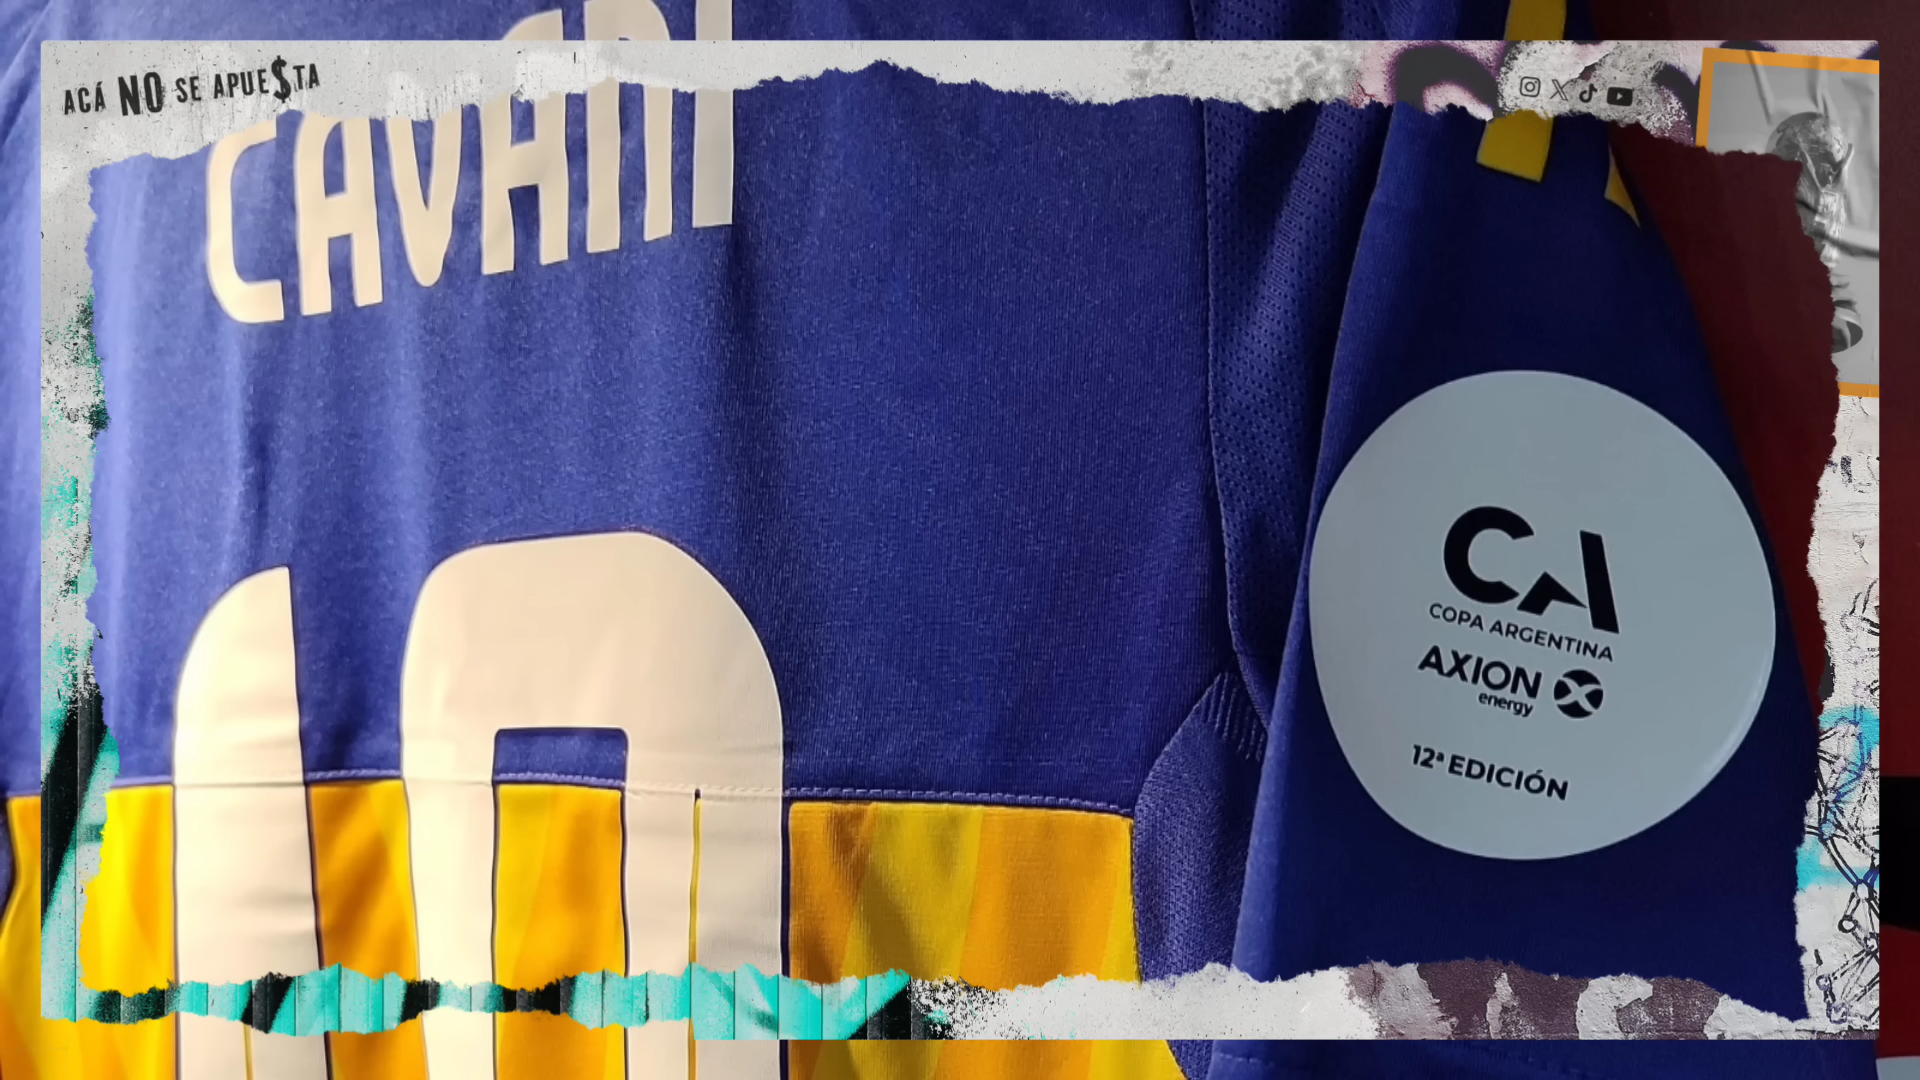 ACÁ NO SE APUE$TA
CAVANI
10
CA
COPA ARGENTINA
AXION
energy
12ª EDICIÓN